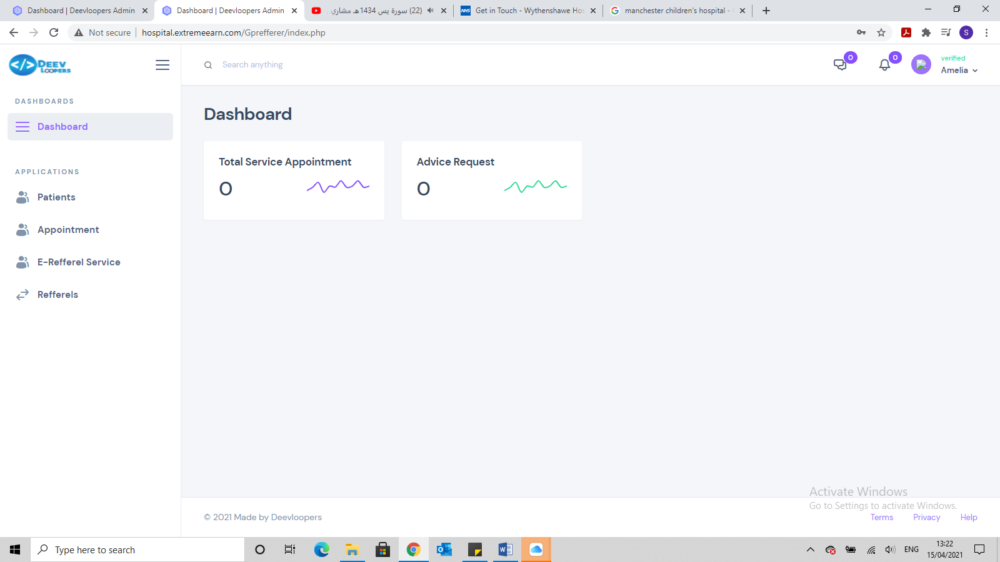 Dashboard | Deevloopers Admin
Dashboard | Deevloopers Admin
(22) سورة يس 1434هـ مشاري
NHS Get in Touch - Wythenshawe Hos
manchester children's hospital -
Not secure hospital.extremeearn.com/Gprefferer/index.php
S
DEEV LOOPERS
Search anything
0
0
verified
Amelia
DASHBOARDS
Dashboard
APPLICATIONS
Patients
Appointment
E-Refferel Service
Refferels
Dashboard
Total Service Appointment
0
Advice Request
0
Activate Windows
Go to Settings to activate Windows.
© 2021 Made by Deevloopers
Terms Privacy Help
Type here to search
ENG
13:22
15/04/2021